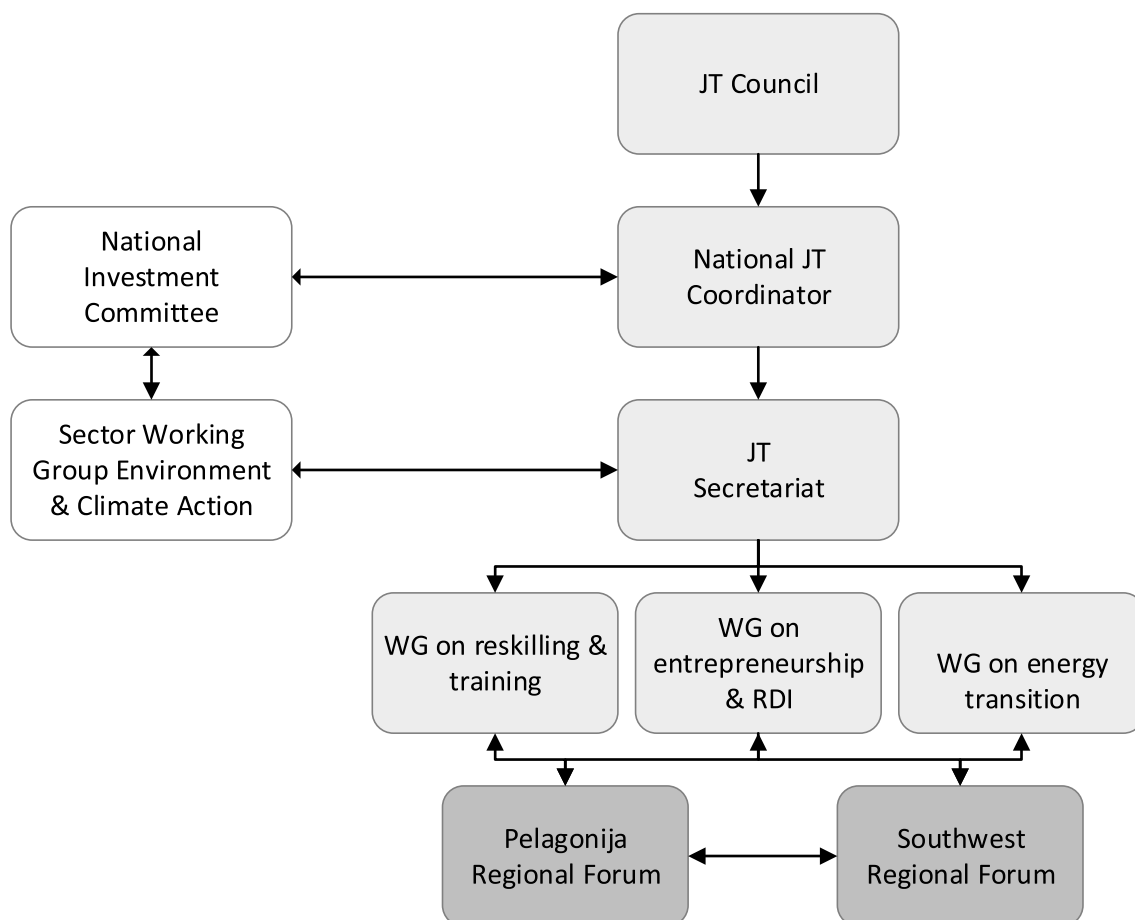 JT Council
National
Investment
Committee
National JT
Coordinator
Sector Working
Group Environment
& Climate Action
JT
Secretariat
WG on reskilling &
training
WG on
entrepreneurship
& RDI
WG on energy
transition
Pelagonija
Regional Forum
Southwest
Regional Forum